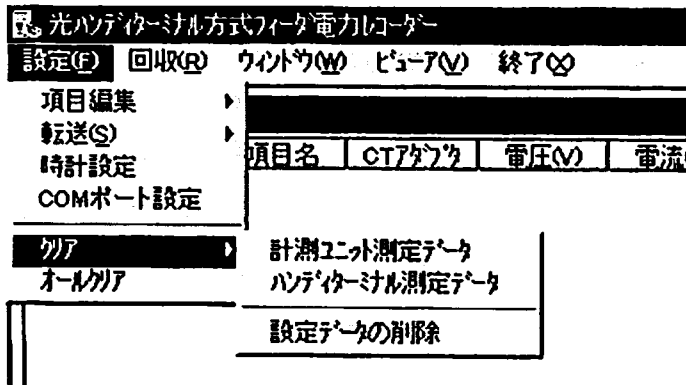 光ハンディターミナル方式フィーダ電力レコーダー
設定(F) 回収(R) ウィンドウ(W) ビューア(V) 終了(X)
項目編集
転送(S)
時計設定
COMポート設定
クリア
オールクリア
項目名 CTアダプタ 電圧(V) 電流
計測ユニット測定データ
ハンディターミナル測定データ
設定データの削除